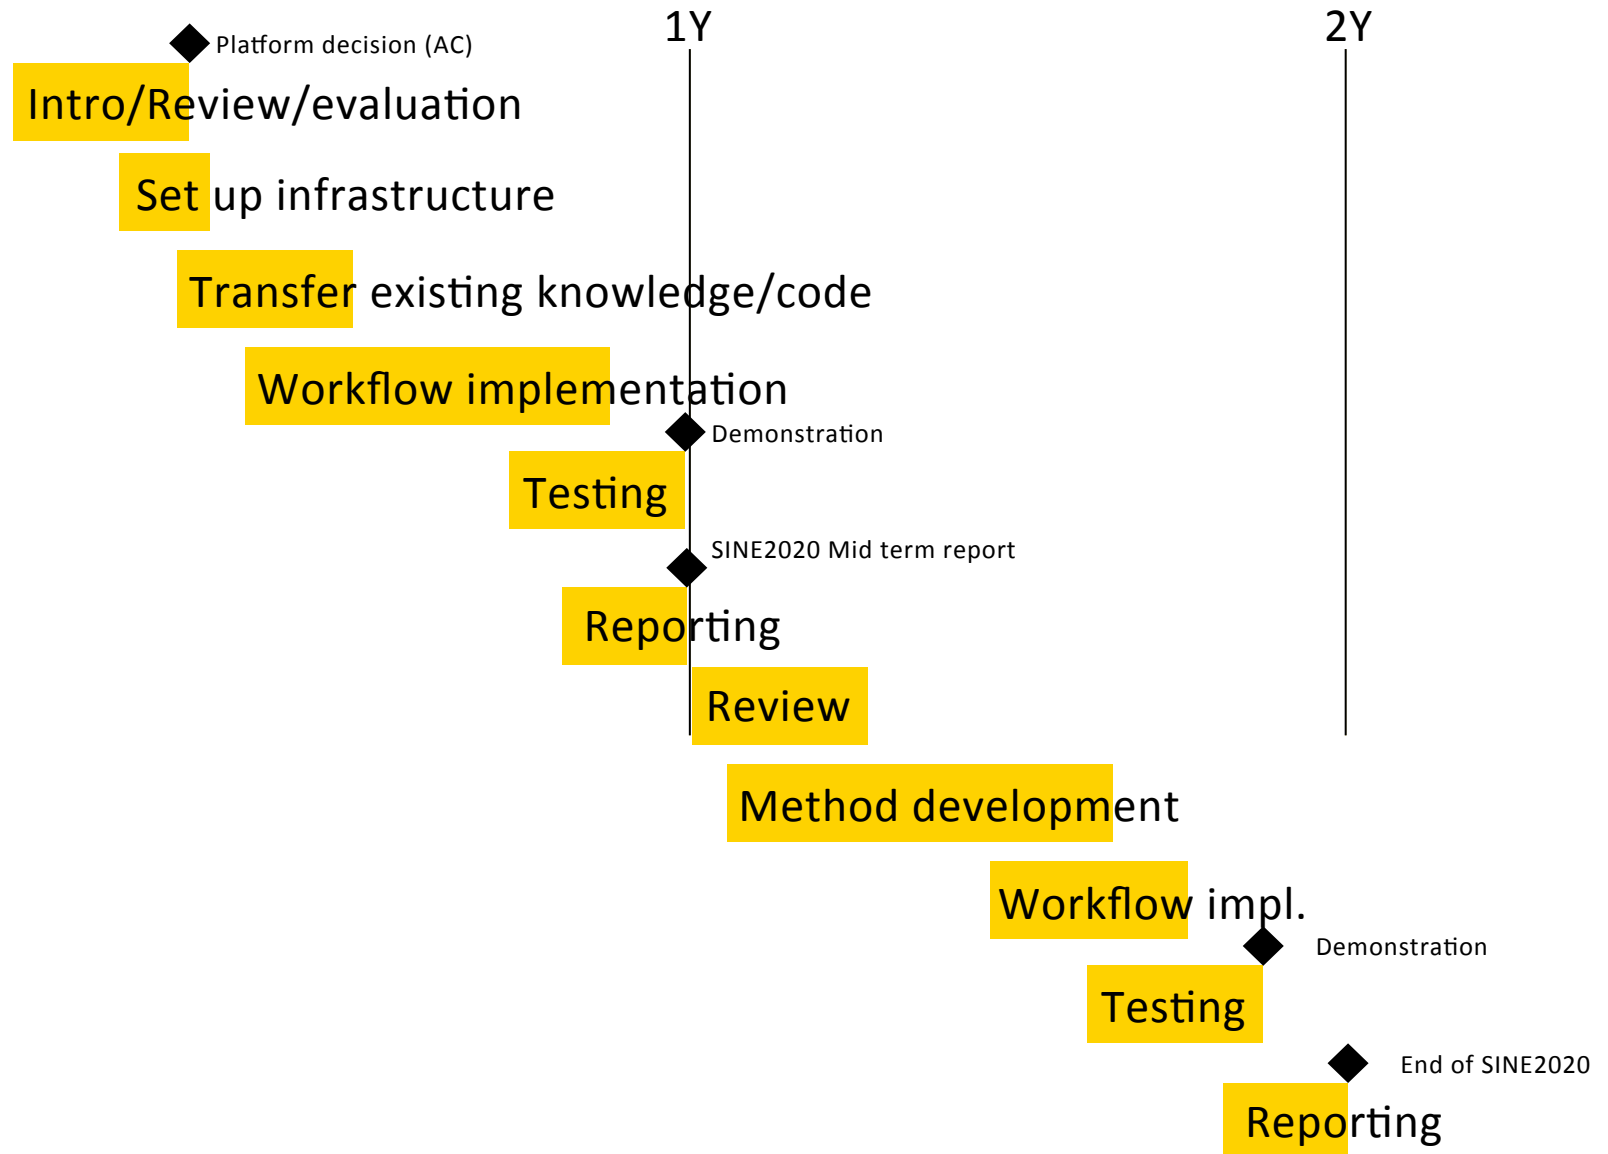 1Y
2Y
Platform decision (AC)
Intro/Review/evaluation
Set up infrastructure
Transfer existing knowledge/code
Workflow implementation
Demonstration
Testing
SINE2020 Mid term report
Reporting
Review
Method development
Workflow impl.
Demonstration
Testing
End of SINE2020
Reporting